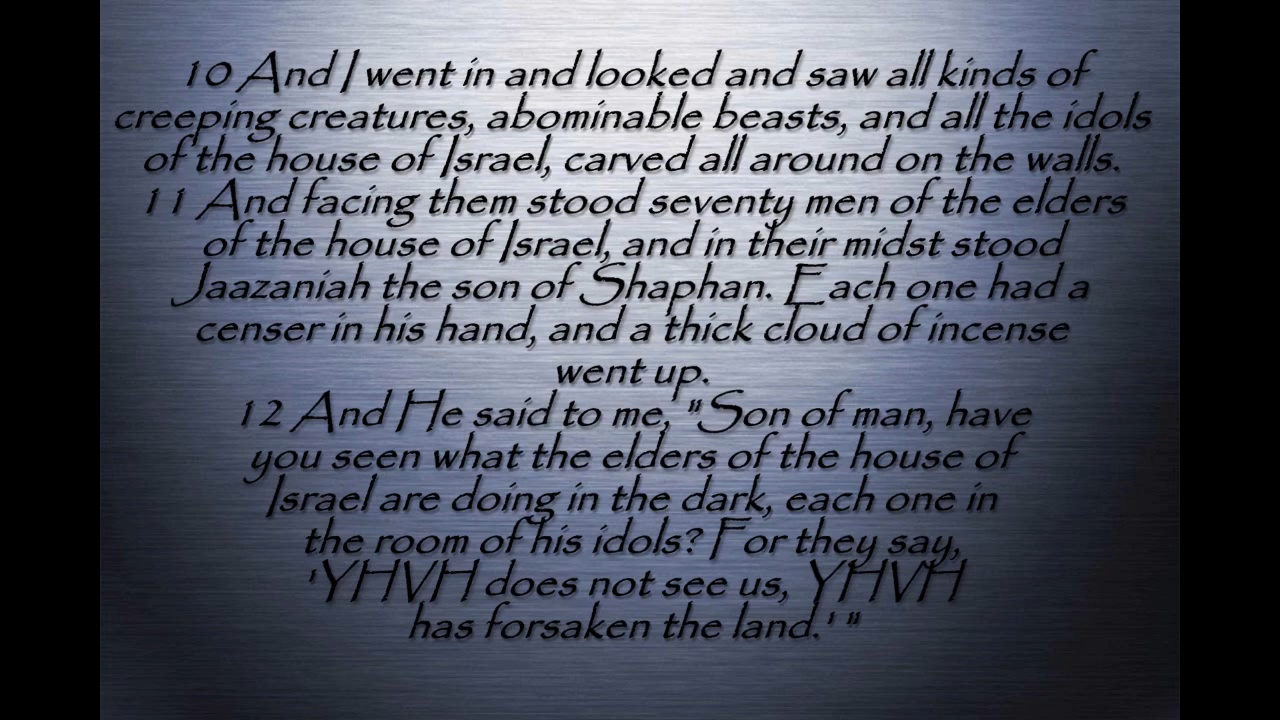 10 And I went in and looked and saw all kinds of
creeping creatures, abominable beasts, and all the idols
of the house of Israel, carved all around on the walls.
11 And facing them stood seventy men of the elders
of the house of Israel, and in their midst stood
Jaazaniah the son of Shaphan. Each one had a
censer in his hand, and a thick cloud of incense
went up.
12 And He said to me, "Son of man, have
you seen what the elders of the house of
Israel are doing in the dark, each one in
the room of his idols? For they say,
'YHVH does not see us, YHVH
has forsaken the land.' "